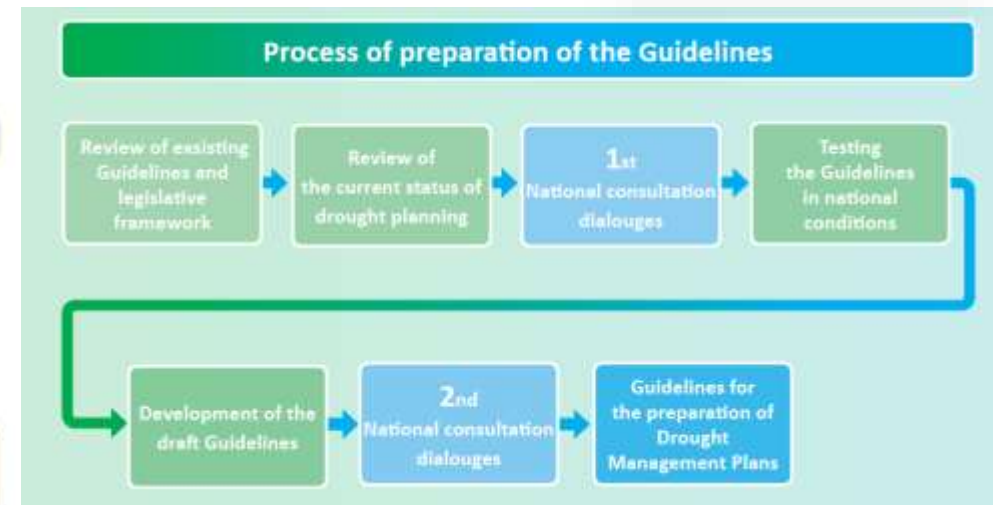 Process of preparation of the Guidelines
Review of exsisting
Guidelines and
legislative
framework
Review of
the current status of
drought planning
1st
National consultation
dialouges
Testing
the Guidelines
in national
conditions
Development of the
draft Guidelines
2nd
National consultation
dialouges
Guidelines for
the preparation of
Drought
Management Plans